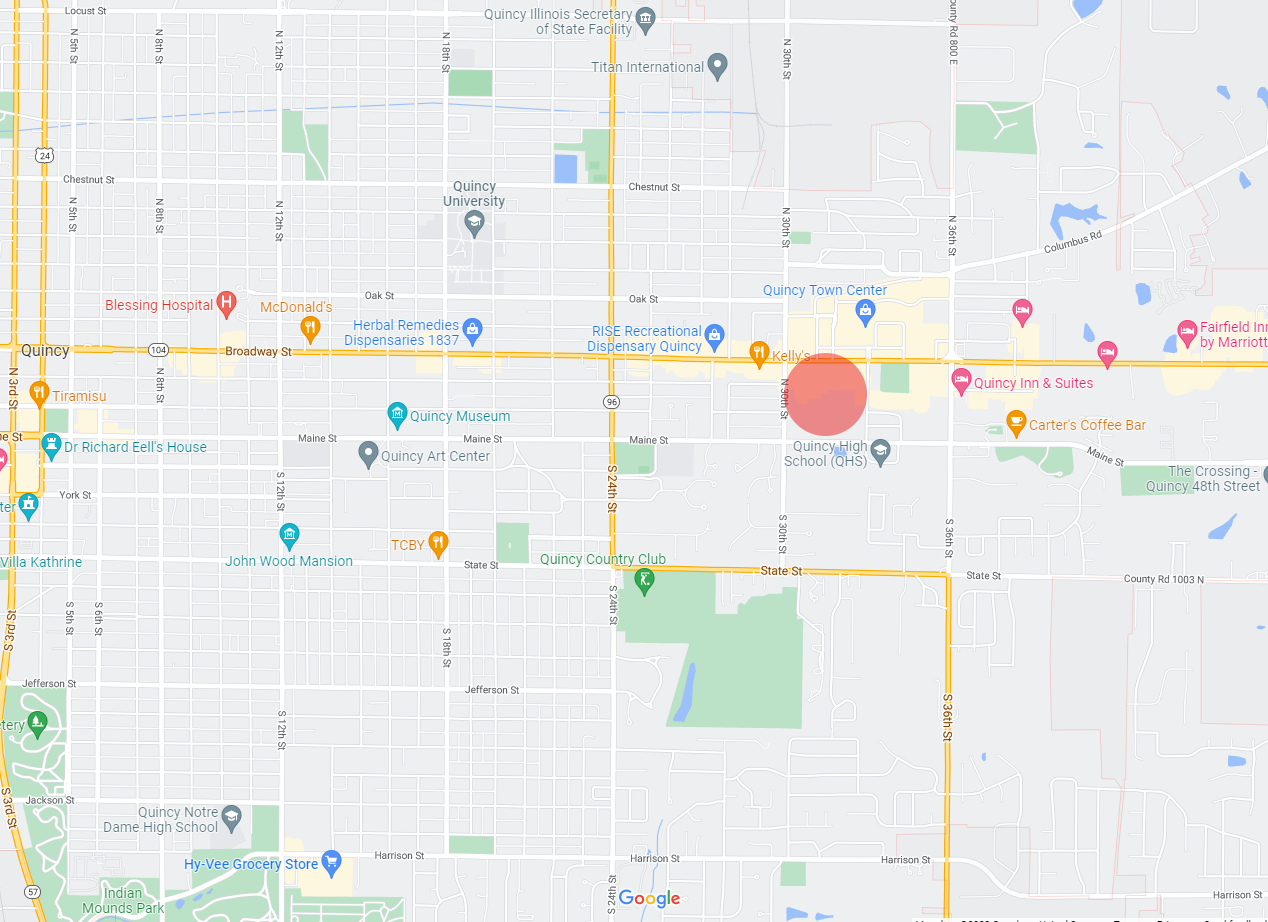 Locust St
Quincy Illinois Secretary
of State Facility
N 5th St
N 8th St
N 12th St
N 18th St
N 30th St
County Rd 800 E
Titan International
24
Chestnut St
Chestnut St
Quincy
University
N 5th St
N 8th St
N 12th St
N 30th St
N 36th St
Columbus Rd
Blessing Hospital
H
McDonald's
Oak St
Oak St
Quincy Town Center
Herbal Remedies
Dispensaries 1837
RISE Recreational
Dispensary Quincy
Fairfield Inn
by Marriott
Quincy
104
Broadway St
Kelly's
N 3rd St
N 8th St
N 30th St
Quincy Inn & Suites
Tiramisu
96
Quincy Museum
Carter's Coffee Bar
Maine St
Maine St
Maine St
Maine St
Dr Richard Eell's House
Quincy Art Center
Quincy High
School (QHS)
The Crossing -
Quincy 48th Street
York St
S 12th St
S 24th St
S 30th St
S 36th St
TCBY
John Wood Mansion
Villa Kathrine
State St
Quincy Country Club
State St
State St
County Rd 1003 N
S 3rd St
S 5th St
S 6th St
S 18th St
S 24th St
Jefferson St
Jefferson St
S 12th St
S 36th St
S 3rd St
Jackson St
Quincy Notre
Dame High School
Hy-Vee Grocery Store
Harrison St
Harrison St
Harrison St
Harrison St
57
Indian
Mounds Park
S 24th St
Google